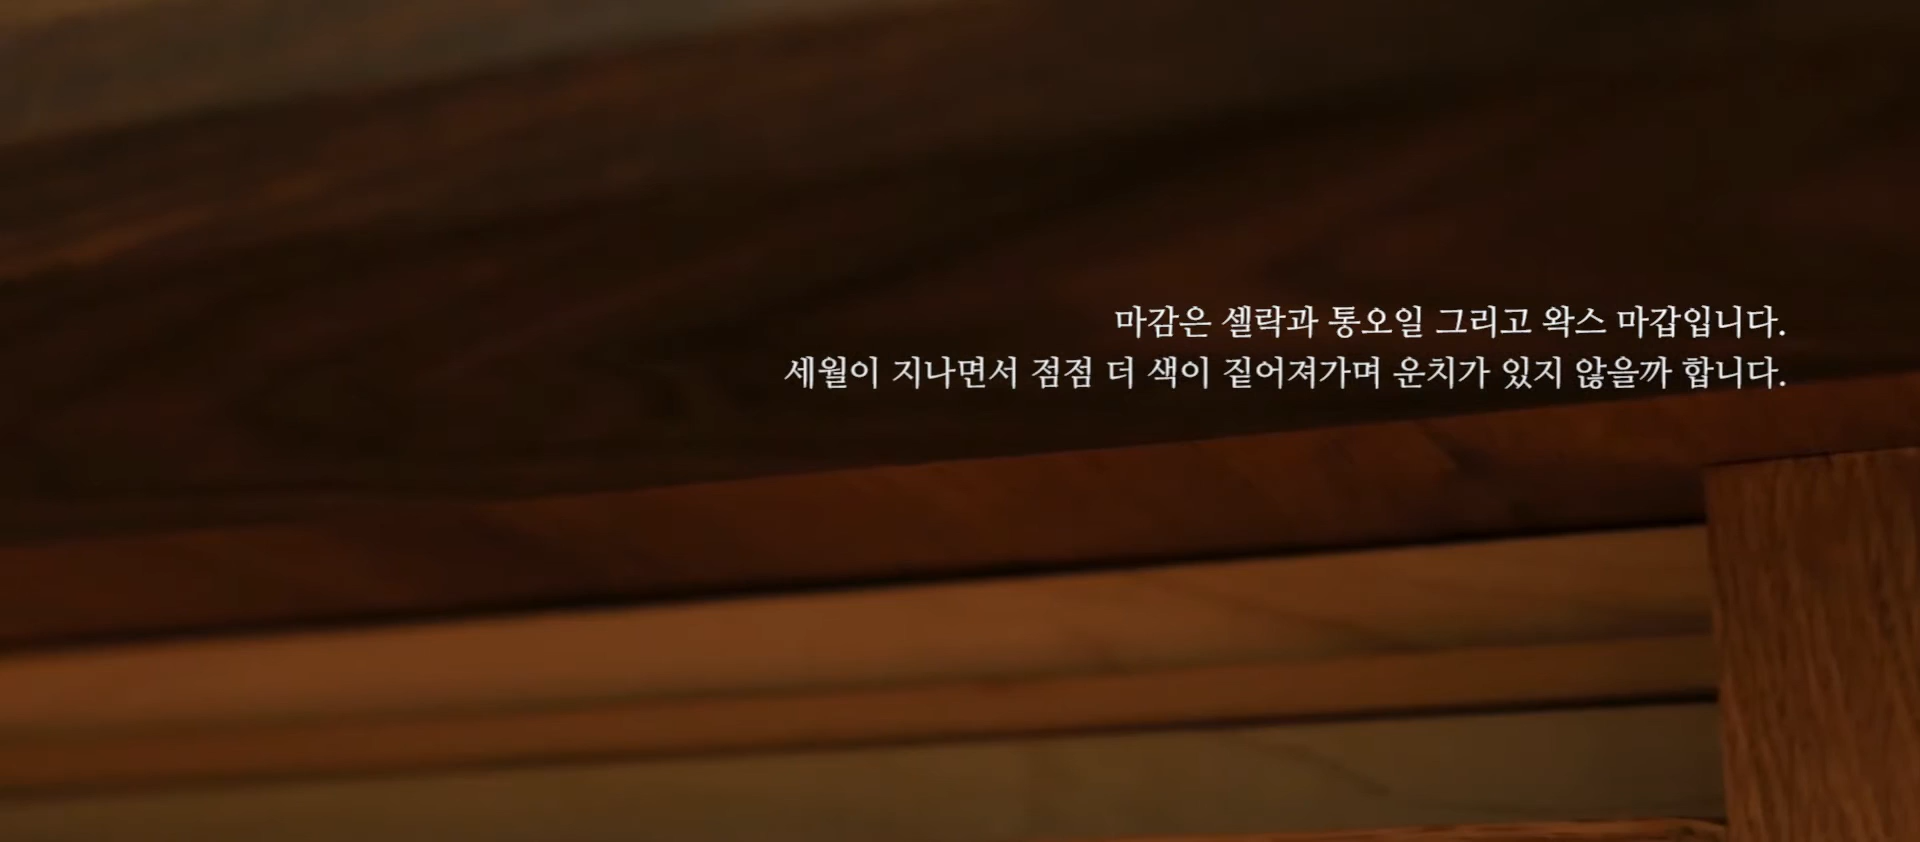 마감은 셀락과 통오일 그리고 왁스 마갑입니다.
세월이 지나면서 점점 더 색이 짙어져가며 운치가 있지 않을까 합니다.